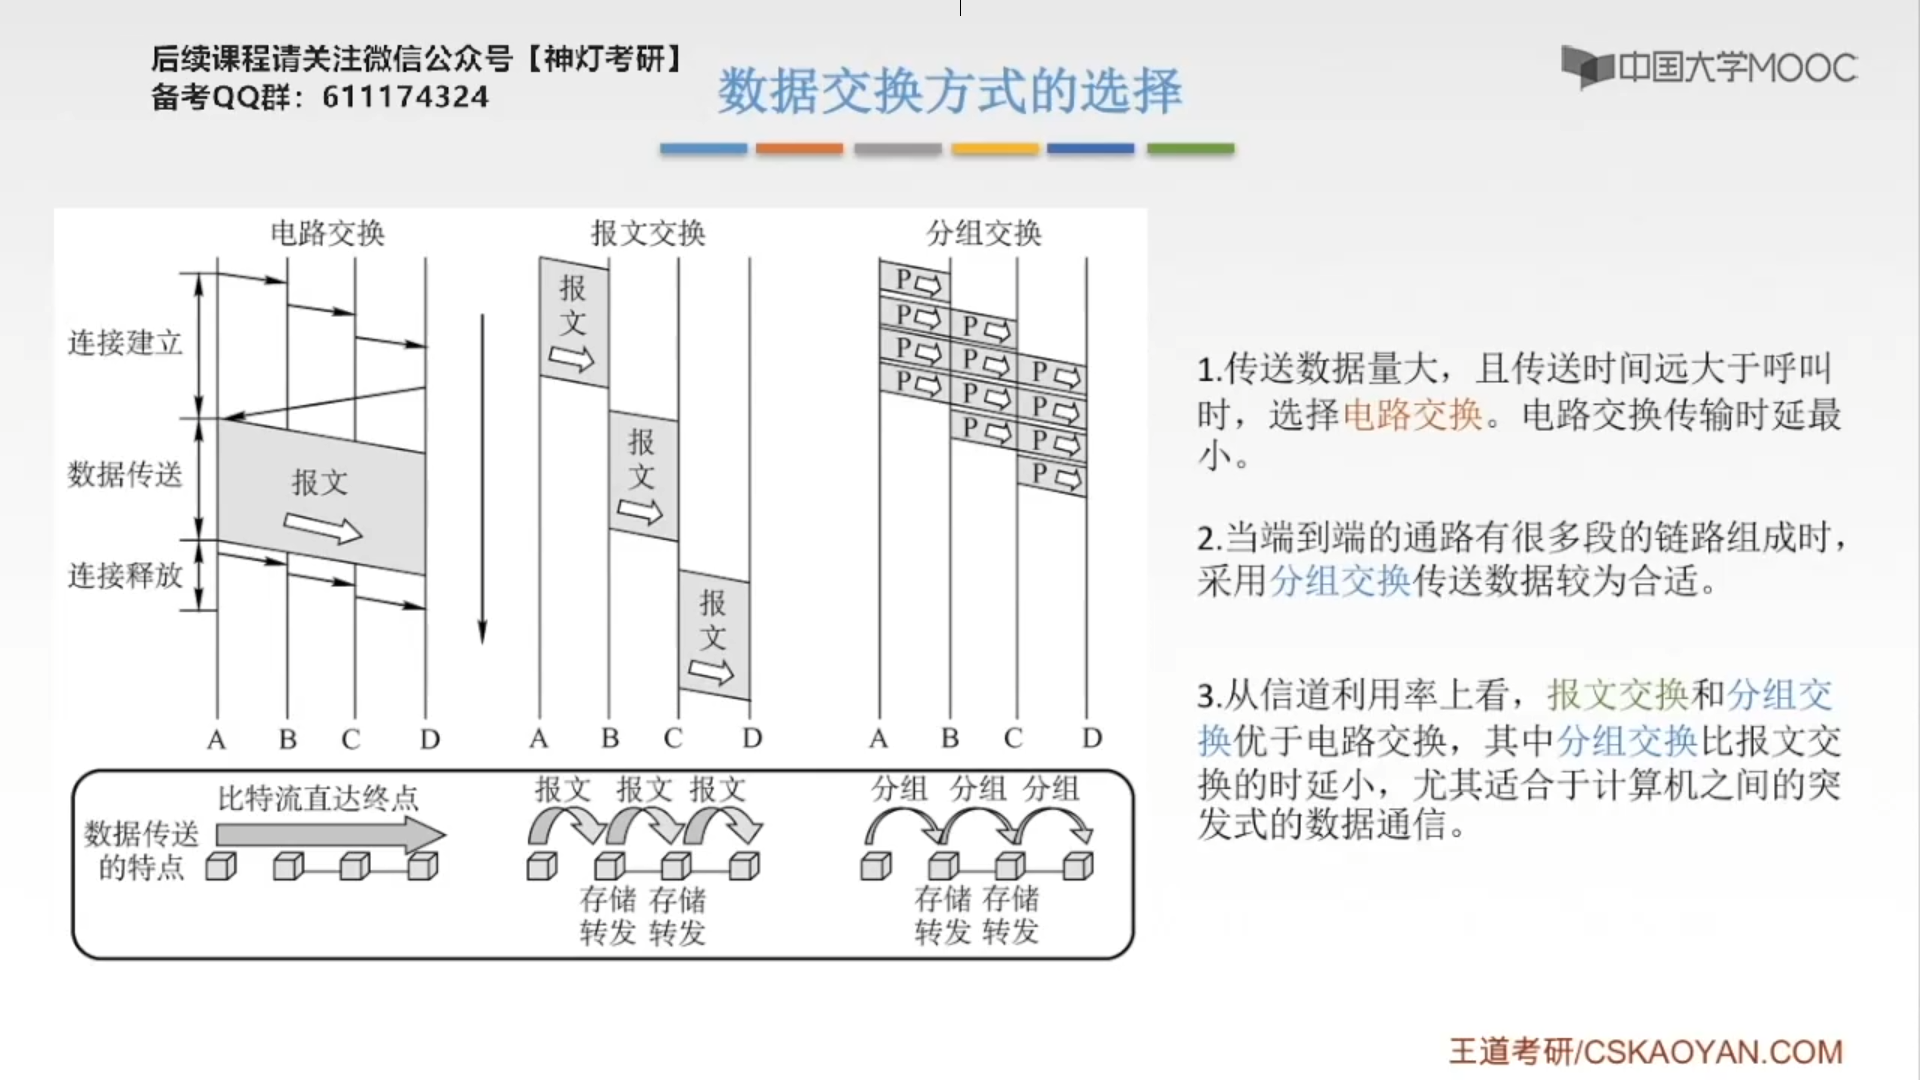 后续课程请关注微信公众号【神灯考研】
备考QQ群：611174324
数据交换方式的选择
中国大学MOOC
电路交换
报文交换
分组交换
连接建立
数据传送
连接释放
报文
报
文
报
文
报
文
P
P
P
P
P
P
P
P
P
P
P
P
A B C D
A B C D
A B C D
数据传送
的特点
比特流直达终点
报文 报文 报文
存储 存储
转发 转发
分组 分组 分组
存储 存储
转发 转发
1.传送数据量大，且传送时间远大于呼叫
时，选择电路交换。电路交换传输时延最
小。
2.当端到端的通路有很多段的链路组成时，
采用分组交换传送数据较为合适。
3.从信道利用率上看，报文交换和分组交
换优于电路交换，其中分组交换比报文交
换的时延小，尤其适合于计算机之间的突
发式的数据通信。
王道考研/CSKAOYAN.COM